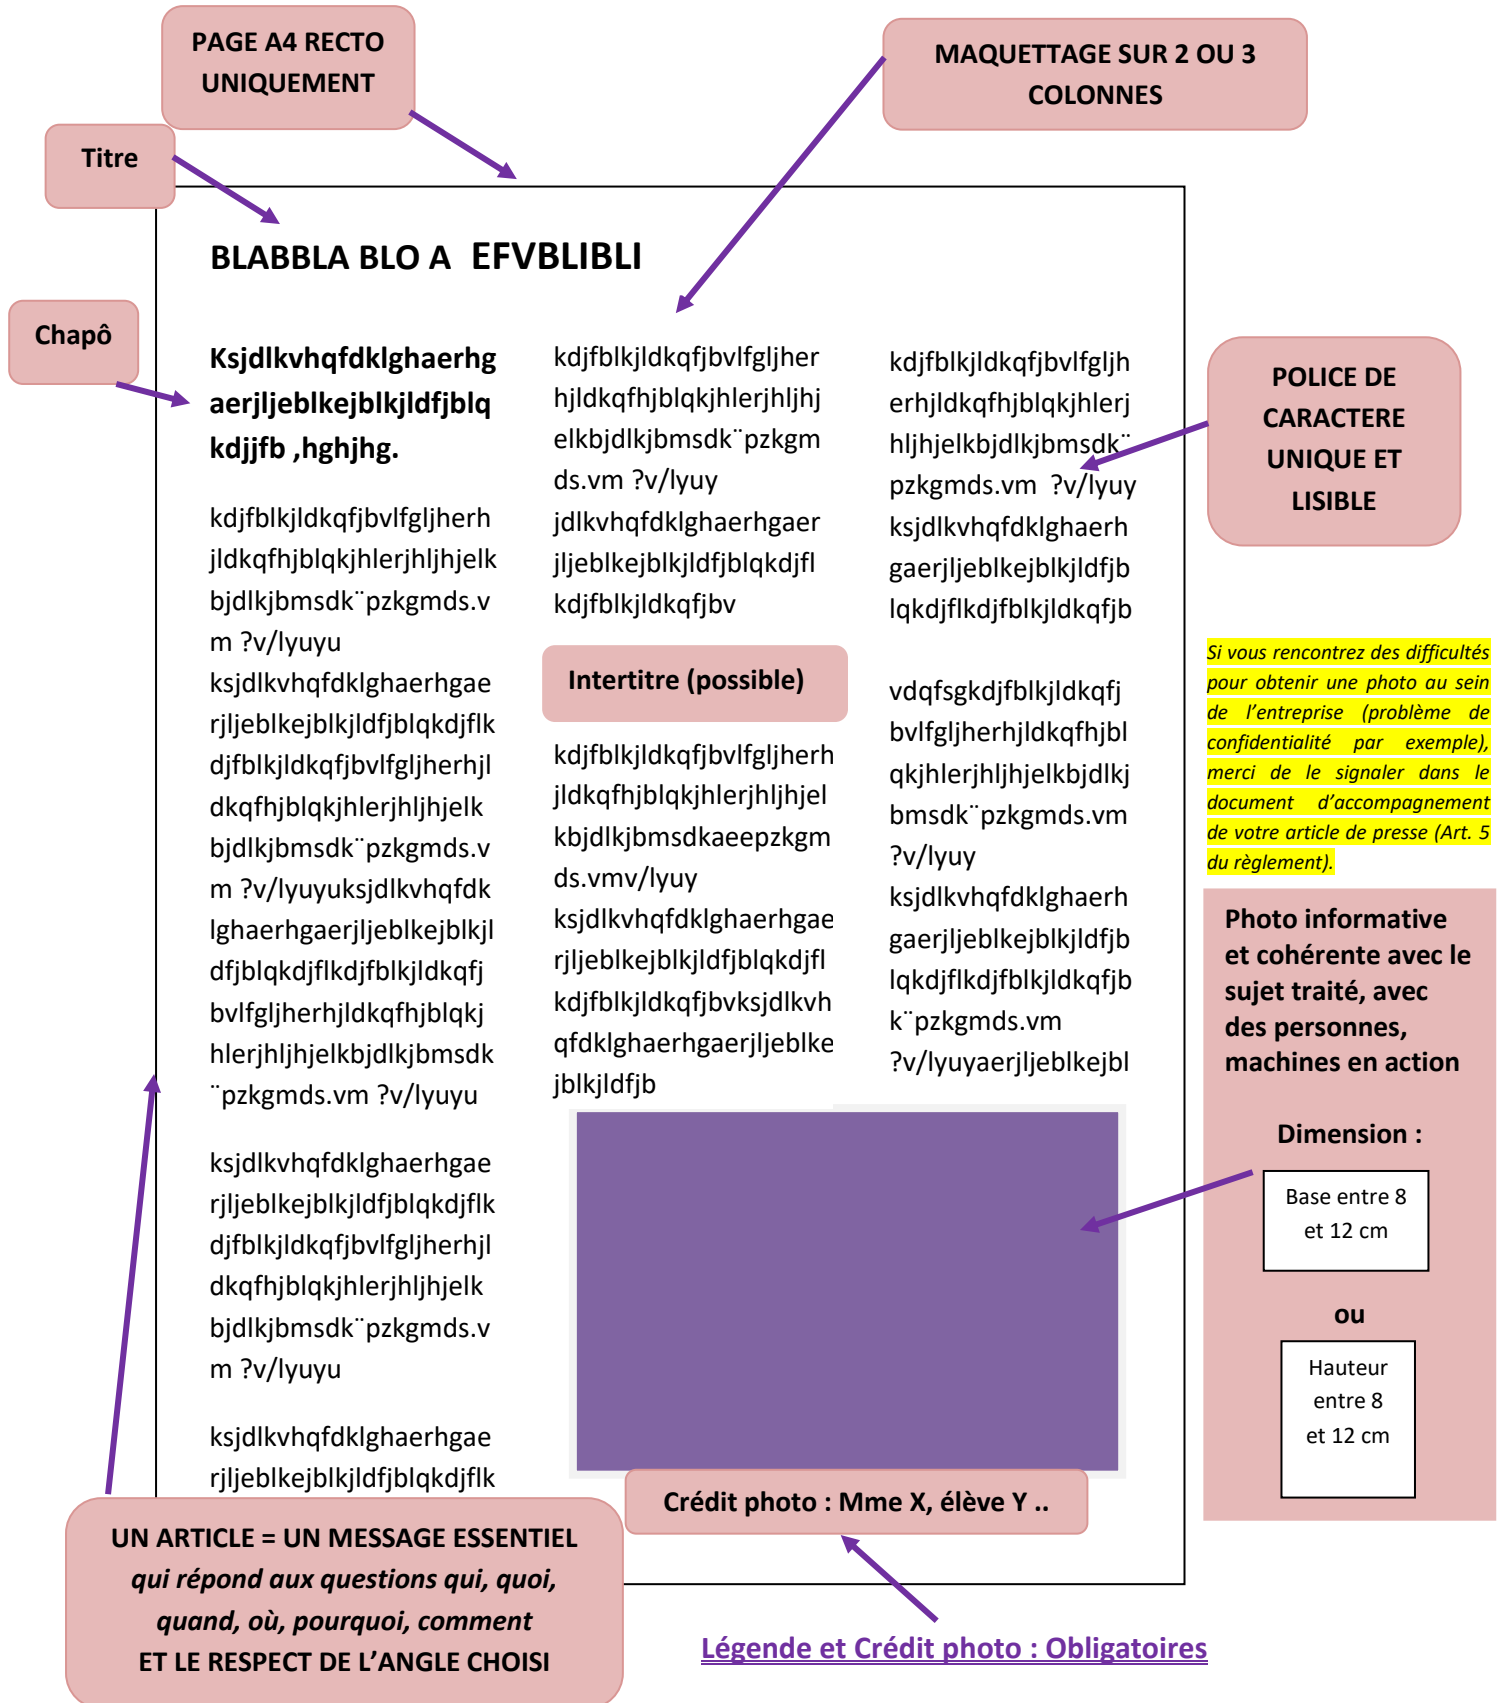 PAGE A4 RECTO
UNIQUEMENT
MAQUETTAGE SUR 2 OU 3
COLONNES
Titre
BLABBLA BLO A EFVBLIBLI
Chapô
Ksjdlkvhqfdklghaerhg
aerjljeblkejblkjldfjblq
kdjjfb ,hghjhg.
kdjfblkjldkqfjbvlfgljherh
jldkqfhjblqkjhlerjhljhjelk
bjdlkjbmsdk¨pzkgmds.v
m ?v/lyuyu
ksjdlkvhqfdklghaerhgae
rjljeblkejblkjldfjblqkdjflk
djfblkjldkqfjbvlfgljherhjl
dkqfhjblqkjhlerjhljhjelk
bjdlkjbmsdk¨pzkgmds.v
m ?v/lyuyuksjdlkvhqfdk
lghaerhgaerjljeblkejblkjl
dfjblqkdjflkdjfblkjldkqfj
bvlfgljherhjldkqfhjblqkj
hlerjhljhjelkbjdlkjbmsdk
¨pzkgmds.vm ?v/lyuyu
ksjdlkvhqfdklghaerhgae
rjljeblkejblkjldfjblqkdjflk
djfblkjldkqfjbvlfgljherhjl
dkqfhjblqkjhlerjhljhjelk
bjdlkjbmsdk¨pzkgmds.v
m ?v/lyuyu
ksjdlkvhqfdklghaerhgae
rjljeblkejblkjldfjblqkdjflk
kdjfblkjldkqfjbvlfgljher
hjldkqfhjblqkjhlerjhljhj
elkbjdlkjbmsdk¨pzkgm
ds.vm ?v/lyuy
jdlkvhqfdklghaerhgaer
jljeblkejblkjldfjblqkdjfl
kdjfblkjldkqfjbv
Intertitre (possible)
kdjfblkjldkqfjbvlfgljherh
jldkqfhjblqkjhlerjhljhjel
kbjdlkjbmsdkaeepzkgm
ds.vmv/lyuy
ksjdlkvhqfdklghaerhgae
rjljeblkejblkjldfjblqkdjfl
kdjfblkjldkqfjbvksjdlkvh
qfdklghaerhgaerjljeblke
jblkjldfjb
kdjfblkjldkqfjbvlfgljh
erhjldkqfhjblqkjhlerj
hljhjelkbjdlkjbmsdk¨
pzkgmds.vm ?v/lyuy
ksjdlkvhqfdklghaerh
gaerjljeblkejblkjldfjb
lqkdjflkdjfblkjldkqfjb
vdqfsgkdjfblkjldkqfj
bvlfgljherhjldkqfhjbl
qkjhlerjhljhjelkbjdlkj
bmsdk¨pzkgmds.vm
?v/lyuy
ksjdlkvhqfdklghaerh
gaerjljeblkejblkjldfjb
lqkdjflkdjfblkjldkqfjb
k¨pzkgmds.vm
?v/lyuyaerjljeblkejbl
POLICE DE
CARACTERE
UNIQUE ET
LISIBLE
Si vous rencontrez des difficultés
pour obtenir une photo au sein
de l’entreprise (problème de
confidentialité par exemple),
merci de le signaler dans le
document d’accompagnement
de votre article de presse (Art. 5
du règlement).
Photo informative
et cohérente avec le
sujet traité, avec
des personnes,
machines en action
Dimension :
Base entre 8
et 12 cm
ou
Hauteur
entre 8
et 12 cm
Crédit photo : Mme X, élève Y ..
UN ARTICLE = UN MESSAGE ESSENTIEL
qui répond aux questions qui, quoi,
quand, où, pourquoi, comment
ET LE RESPECT DE L’ANGLE CHOISI
Légende et Crédit photo : Obligatoires